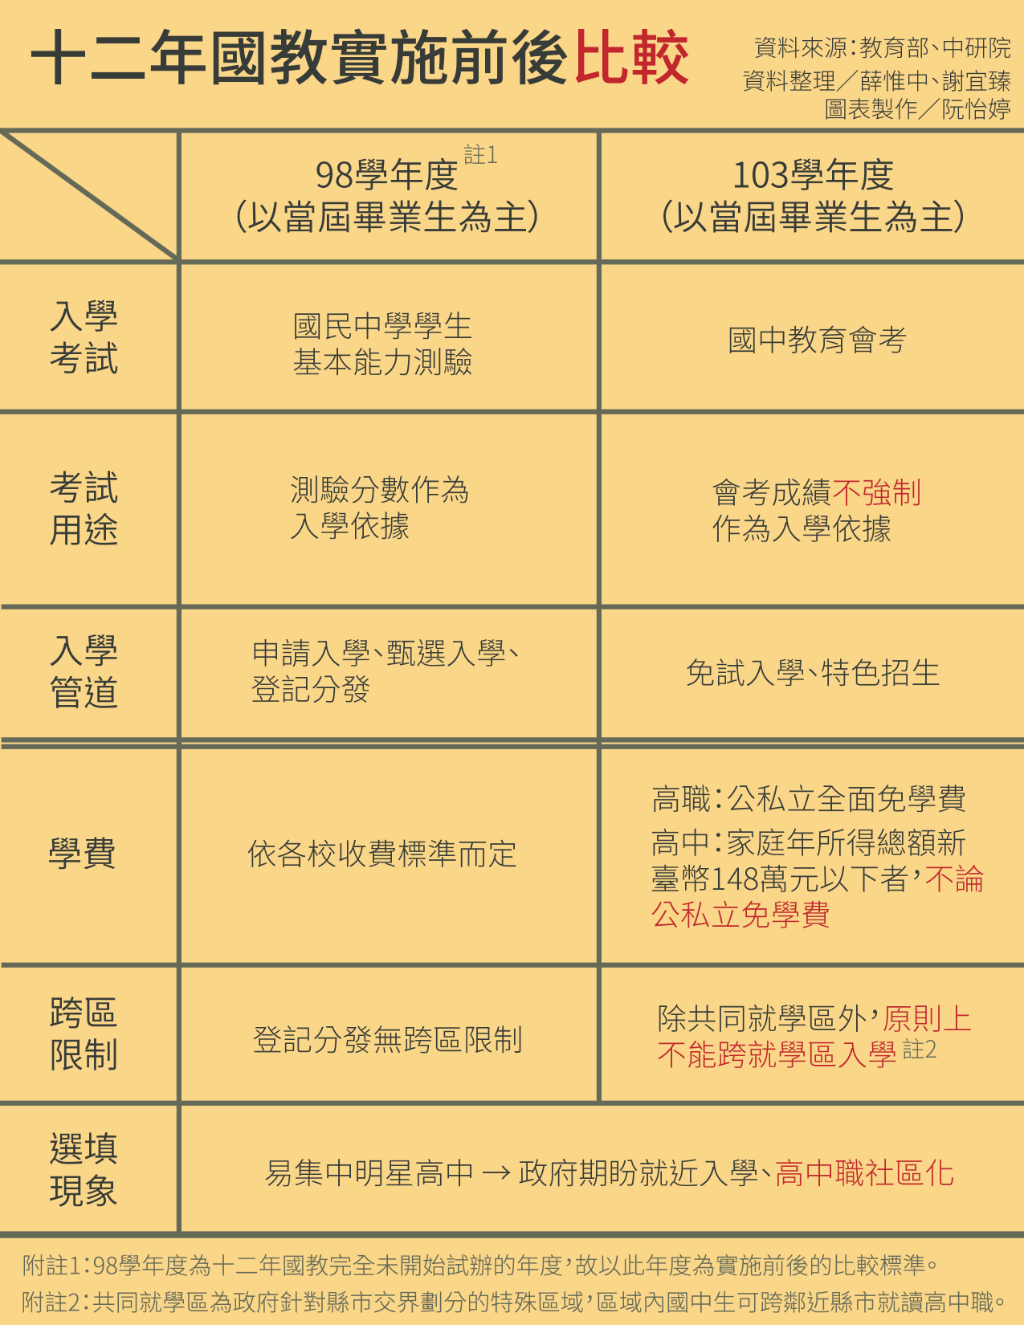 十二年國教實施前後比較
資料來源：教育部、中研院
資料整理／薛惟中、謝宜臻
圖表製作／阮怡婷
98學年度 註1
（以當屆畢業生為主）
103學年度
（以當屆畢業生為主）
入學
考試
國民中學學生
基本能力測驗
國中教育會考
考試
用途
測驗分數作為
入學依據
會考成績不強制
作為入學依據
入學
管道
申請入學、甄選入學、
登記分發
免試入學、特色招生
學費
依各校收費標準而定
高職：公私立全面免學費
高中：家庭年所得總額新
臺幣148萬元以下者，不論
公私立免學費
跨區
限制
登記分發無跨區限制
除共同就學區外，原則上
不能跨就學區入學 註2
選填
現象
易集中明星高中 → 政府期盼就近入學、高中職社區化
附註1：98學年度為十二年國教完全未開始試辦的年度，故以此年度為實施前後的比較標準。
附註2：共同就學區為政府針對縣市交界劃分的特殊區域，區域內國中生可跨鄰近縣市就讀高中職。